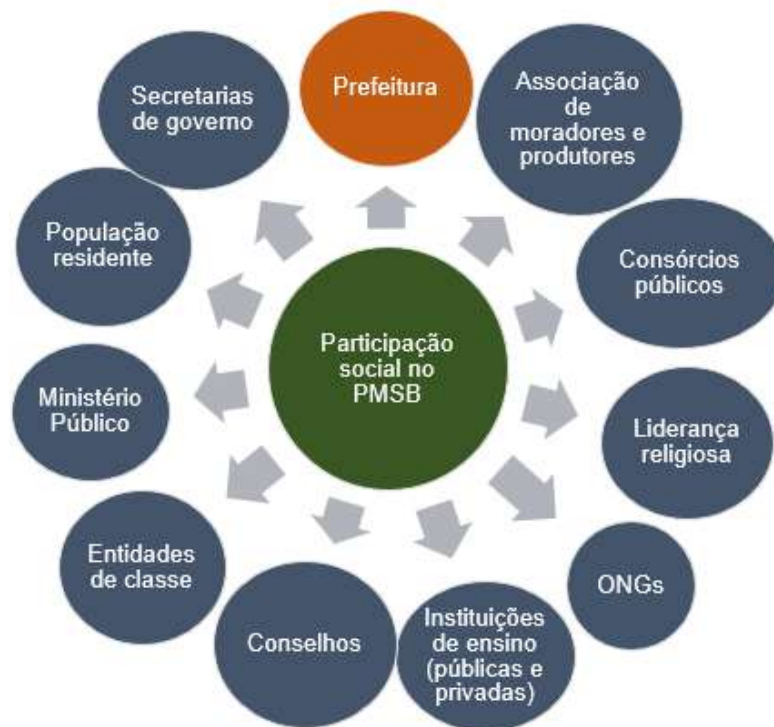 Prefeitura
Associação
de
moradores e
produtores
Consórcios
públicos
Liderança
religiosa
ONGs
Instituições
de ensino
(públicas e
privadas)
Conselhos
Entidades
de classe
Ministério
Público
População
residente
Secretarias
de governo
Participação
social no
PMSB